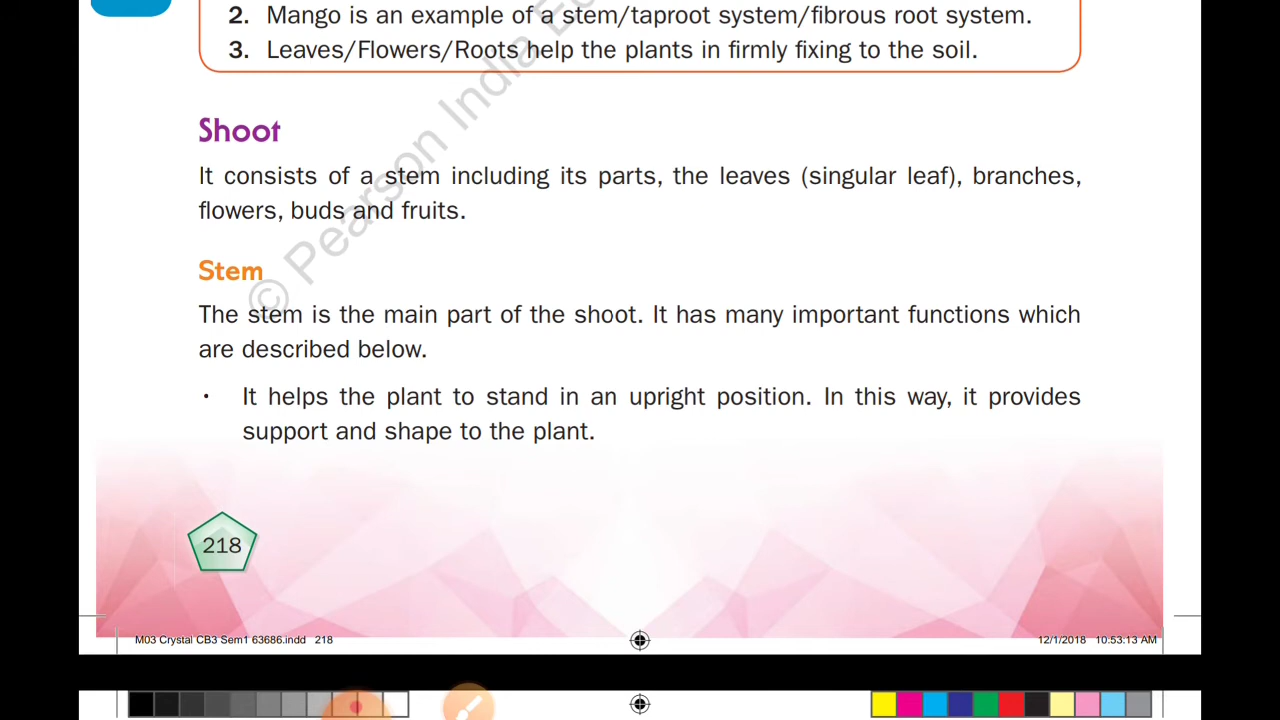 2. Mango is an example of a stem/taproot system/fibrous root system.
3. Leaves/Flowers/Roots help the plants in firmly fixing to the soil.
Shoot
It consists of a stem including its parts, the leaves (singular leaf), branches,
flowers, buds and fruits.
Stem
The stem is the main part of the shoot. It has many important functions which
are described below.
• It helps the plant to stand in an upright position. In this way, it provides
support and shape to the plant.
© Pearson India E
218
M03 Crystal CB3 Sem1 63686.indd 218
12/1/2018 10:53:13 AM